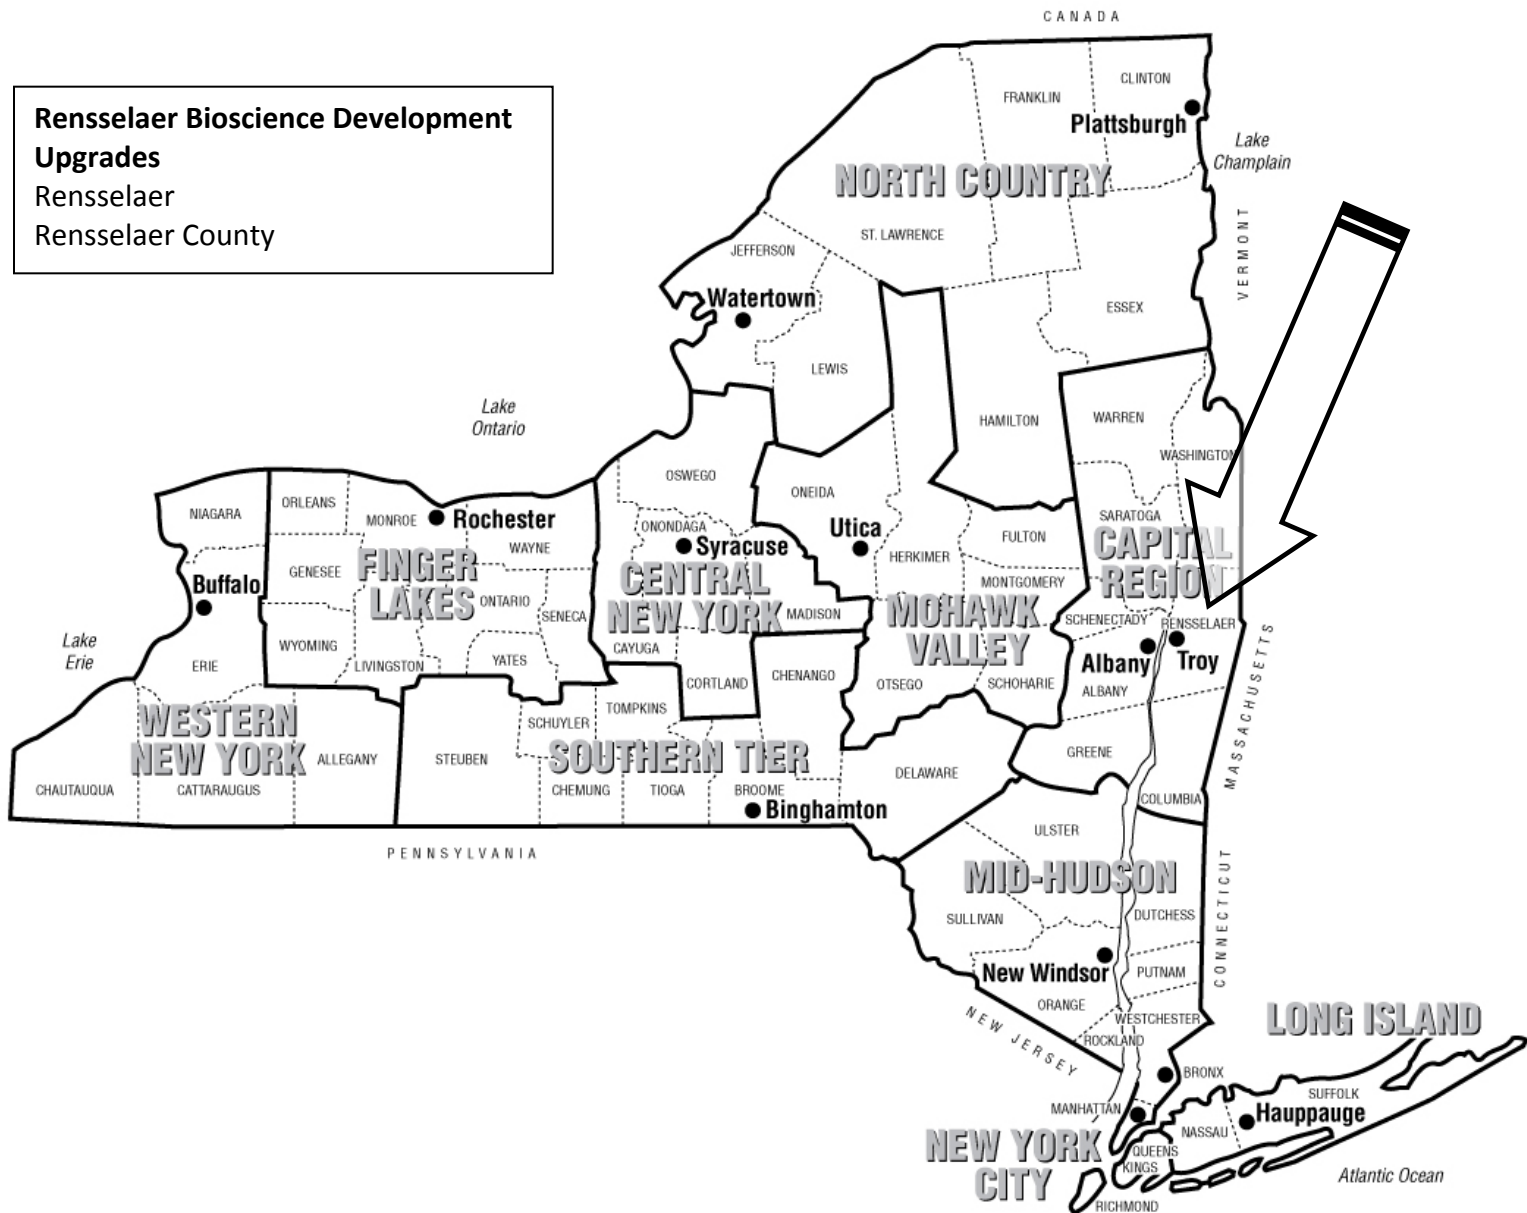 CANADA
Rensselaer Bioscience Development
Upgrades
Rensselaer
Rensselaer County
CLINTON
FRANKLIN
Plattsburgh
Lake
Champlain
NORTH COUNTRY
VERMONT
ST. LAWRENCE
JEFFERSON
Watertown
ESSEX
LEWIS
Lake
Ontario
HAMILTON
WARREN
WASHINGTON
OSWEGO
ONEIDA
NIAGARA
ORLEANS
MONROE
Rochester
ONONDAGA
Syracuse
Utica
SARATOGA
FULTON
WAYNE
HERKIMER
CAPITAL
REGION
GENESEE
FINGER
LAKES
CENTRAL
NEW YORK
MONTGOMERY
Buffalo
ONTARIO
SENECA
MADISON
MOHAWK
VALLEY
SCHENECTADY
RENSSELAER
Lake
Erie
WYOMING
ERIE
LIVINGSTON
YATES
CAYUGA
CORTLAND
CHENANGO
OTSEGO
SCHOHARIE
Albany
Troy
ALBANY
MASSACHUSETTS
WESTERN
NEW YORK
TOMPKINS
SCHUYLER
SOUTHERN TIER
ALLEGANY
STEUBEN
GREENE
DELAWARE
CHAUTAUQUA
CATTARAUGUS
CHEMUNG
TIOGA
BROOME
Binghamton
COLUMBIA
PENNSYLVANIA
ULSTER
MID-HUDSON
CONNECTICUT
SULLIVAN
DUTCHESS
New Windsor
PUTNAM
ORANGE
WESTCHESTER
NEW JERSEY
ROCKLAND
LONG ISLAND
BRONX
SUFFOLK
MANHATTAN
Hauppauge
NASSAU
NEW YORK
CITY
QUEENS
KINGS
Atlantic Ocean
RICHMOND